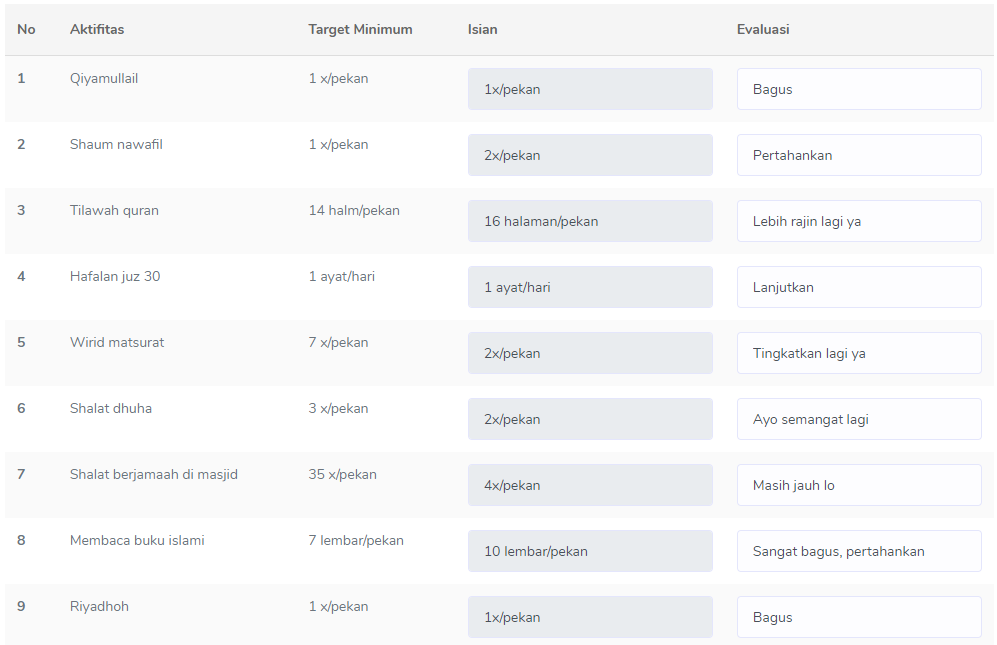 No Aktifitas Target Minimum Isian Evaluasi
1 Qiyamullail 1 x/pekan 1x/pekan Bagus
2 Shaum nawafil 1 x/pekan 2x/pekan Pertahankan
3 Tilawah quran 14 halm/pekan 16 halaman/pekan Lebih rajin lagi ya
4 Hafalan juz 30 1 ayat/hari 1 ayat/hari Lanjutkan
5 Wirid matsurat 7 x/pekan 2x/pekan Tingkatkan lagi ya
6 Shalat dhuha 3 x/pekan 2x/pekan Ayo semangat lagi
7 Shalat berjamaah di masjid 35 x/pekan 4x/pekan Masih jauh lo
8 Membaca buku islami 7 lembar/pekan 10 lembar/pekan Sangat bagus, pertahankan
9 Riyadhoh 1 x/pekan 1x/pekan Bagus